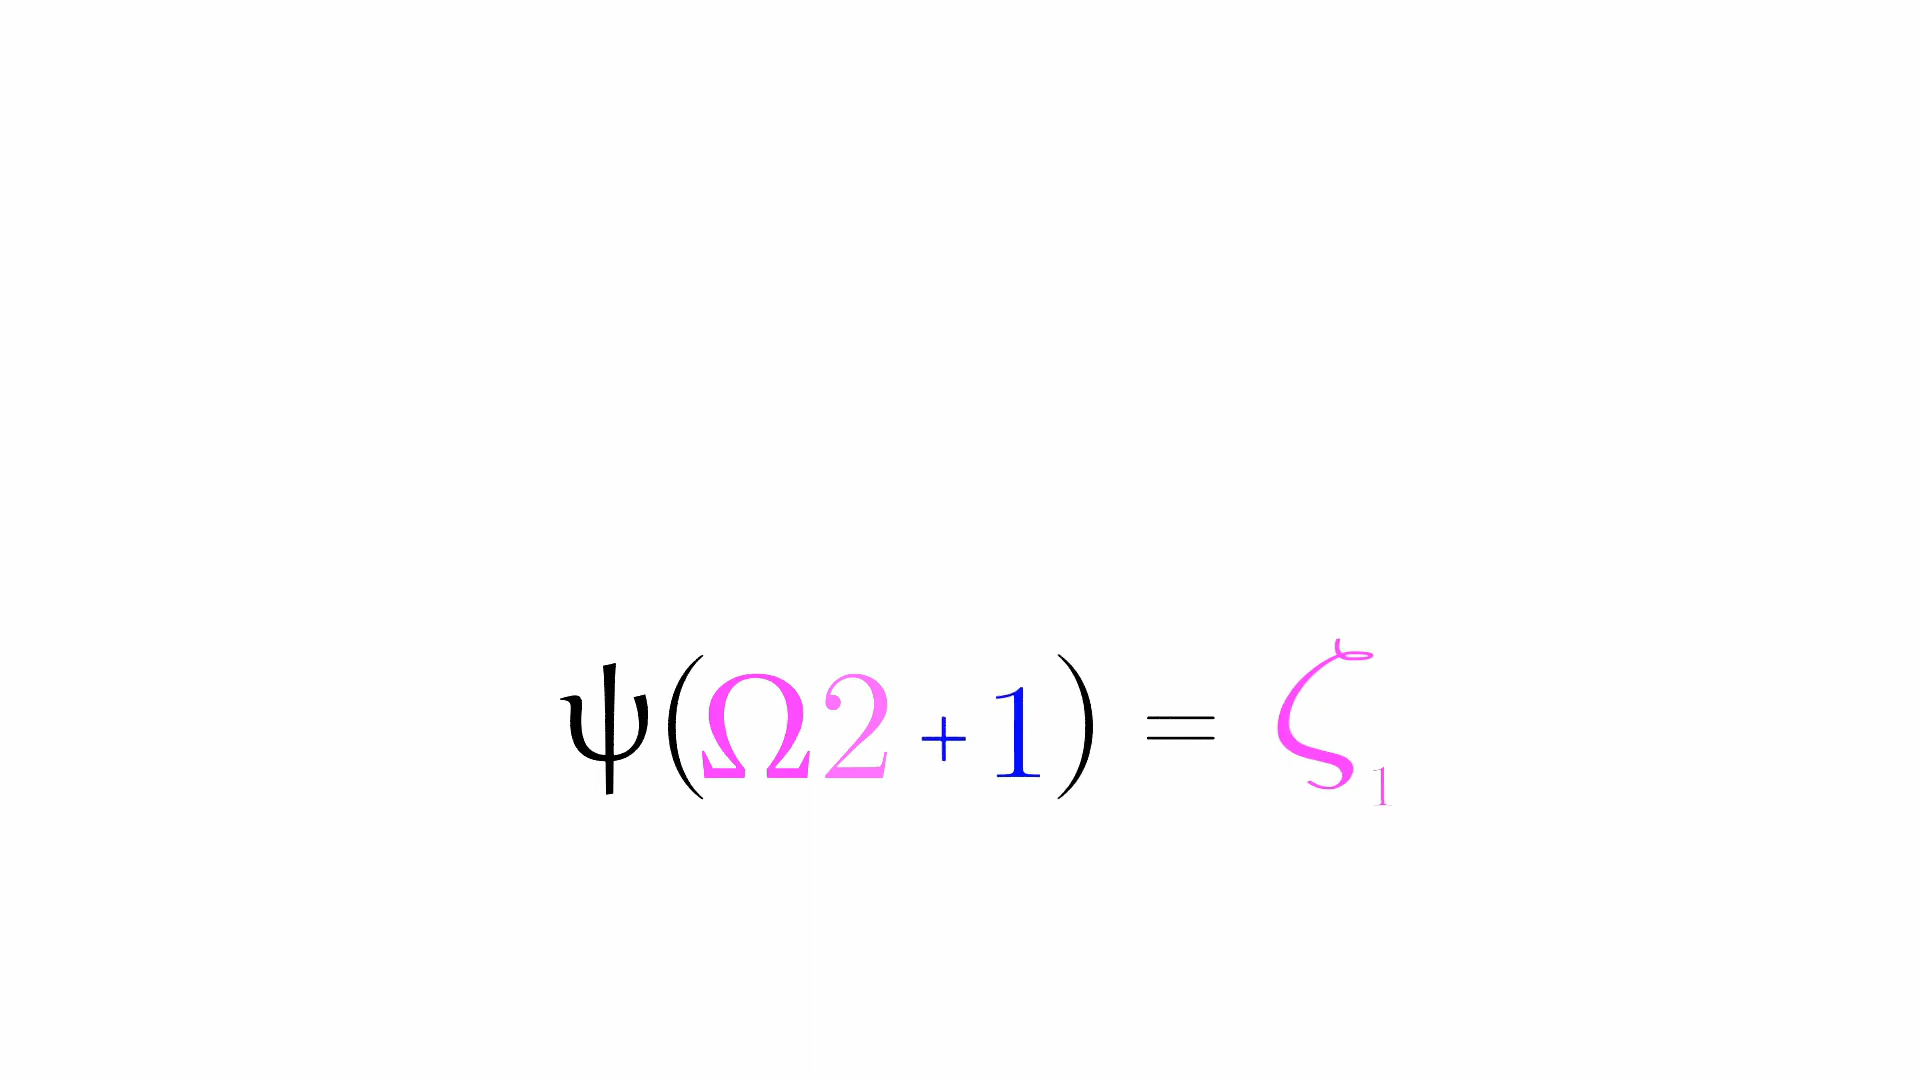 ψ(Ω2 + 1) = ζ₁